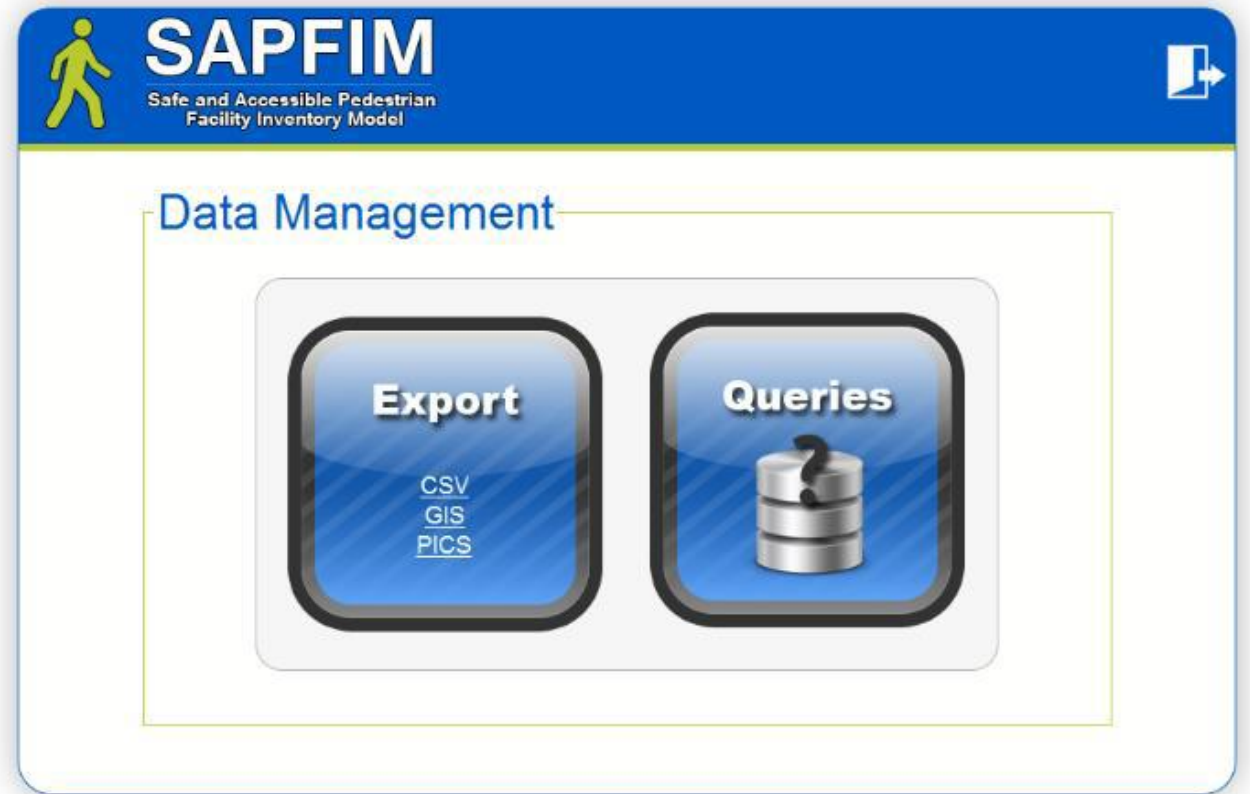 SAPFIM
Safe and Accessible Pedestrian
Facility Inventory Model
Data Management
Export
CSV
GIS
PICS
Queries
?